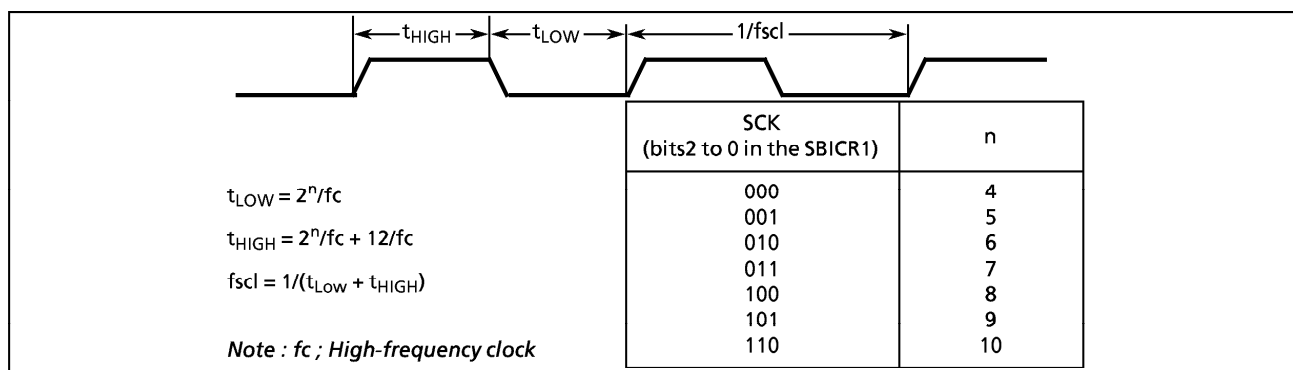 tHIGH tLOW 1/fscl
SCK
(bits2 to 0 in the SBICR1) n
tLOW = 2ⁿ/fc
tHIGH = 2ⁿ/fc + 12/fc
fscl = 1/(tLow + tHIGH)
Note : fc ; High-frequency clock
000 4
001 5
010 6
011 7
100 8
101 9
110 10